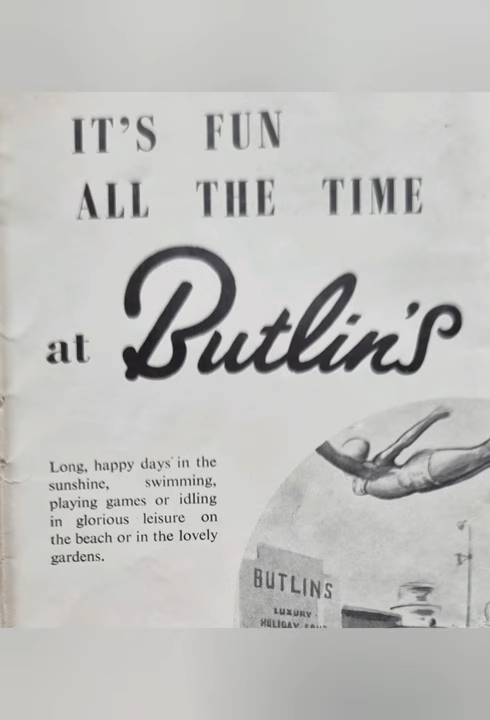 IT'S FUN
ALL THE TIME
at Butlin's
Long, happy days in the
sunshine, swimming,
playing games or idling
in glorious leisure on
the beach or in the lovely
gardens.
BUTLINS
LUXURY
HOLIDAY